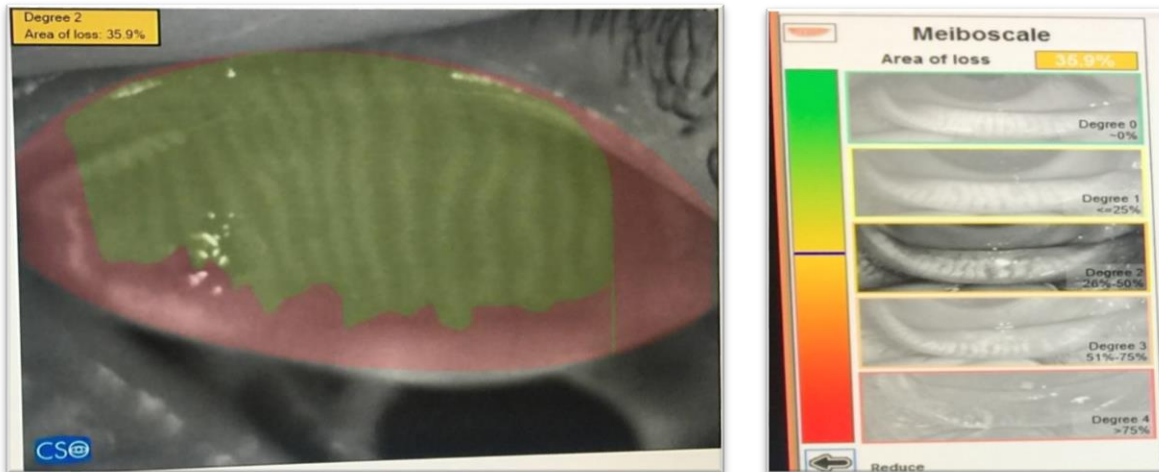 Degree 2
Area of loss: 35.9%
CSO
Meiboscale
Area of loss 35.9%
Degree 0
~0%
Degree 1
<=25%
Degree 2
26%-50%
Degree 3
51%-75%
Degree 4
>75%
Reduce